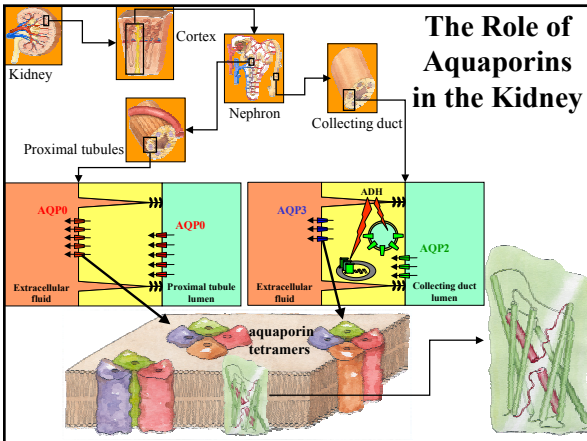 The Role of
Aquaporins
in the Kidney
Kidney
Cortex
Nephron
Collecting duct
Proximal tubules
AQP0
AQP0
Extracellular
fluid
Proximal tubule
lumen
AQP3
ADH
AQP2
Extracellular
fluid
Collecting duct
lumen
aquaporin
tetramers